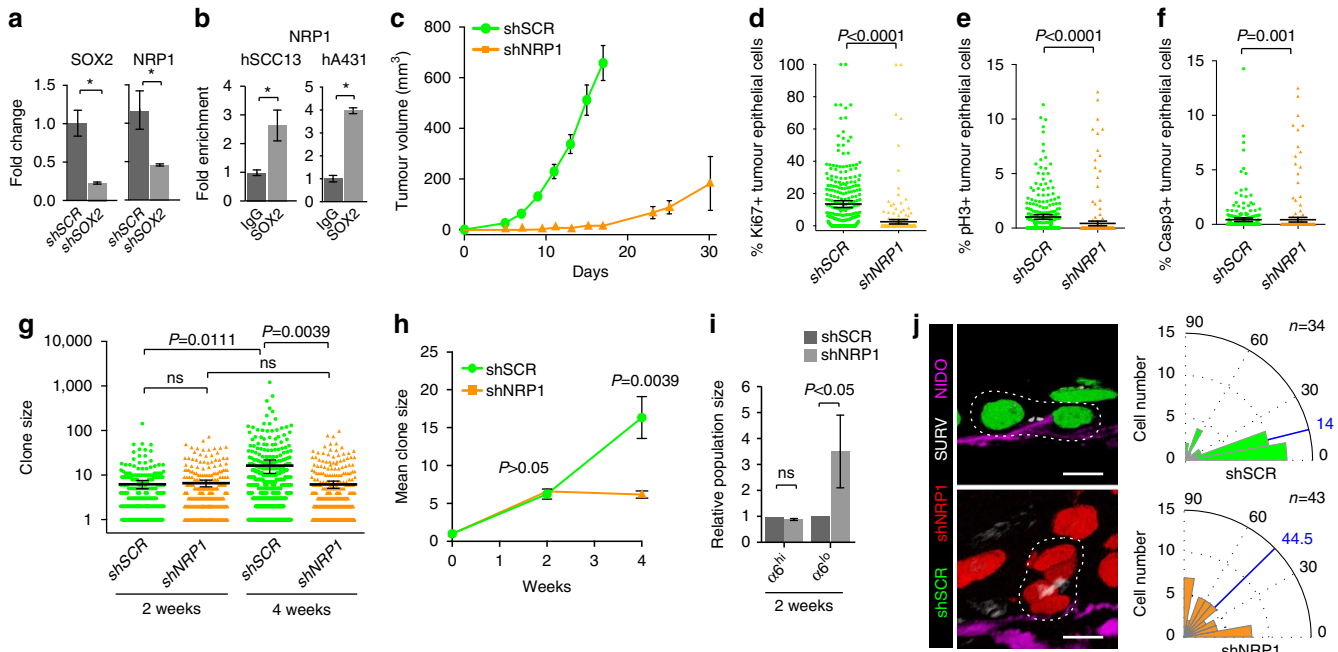 a
SOX2
NRP1
*
*
Fold change
1.0
0.5
0.0
1.5
1.0
0.5
0.0
shSCR
shSOX2
shSCR
shSOX2
b
NRP1
hSCC13
hA431
*
*
Fold enrichment
4
3
2
1
0
5
4
3
2
1
0
IgG
SOX2
IgG
SOX2
c
shSCR
shNRP1
Tumour volume (mm³)
800
600
400
200
0
0
10
20
30
Days
d
P<0.0001
% Ki67+ tumour epithelial cells
100
80
60
40
20
0
shSCR
shNRP1
e
P<0.0001
% pH3+ tumour epithelial cells
15
10
5
0
shSCR
shNRP1
f
P=0.001
% Casp3+ tumour epithelial cells
15
10
5
0
shSCR
shNRP1
g
P=0.0111
P=0.0039
ns
ns
Clone size
10,000
1,000
100
10
1
shSCR
shNRP1
shSCR
shNRP1
2 weeks
4 weeks
h
shSCR
shNRP1
P=0.0039
P>0.05
Mean clone size
25
20
15
10
5
0
0
2
4
Weeks
i
shSCR
shNRP1
P<0.05
ns
Relative population size
6
5
4
3
2
1
0
α6hi
α6lo
2 weeks
j
shSCR shNRP1 SURV NIDO
n=34
Cell number
15
10
5
0
90
60
30
14
0
shSCR
n=43
Cell number
15
10
5
0
90
60
44.5
30
0
shNRP1